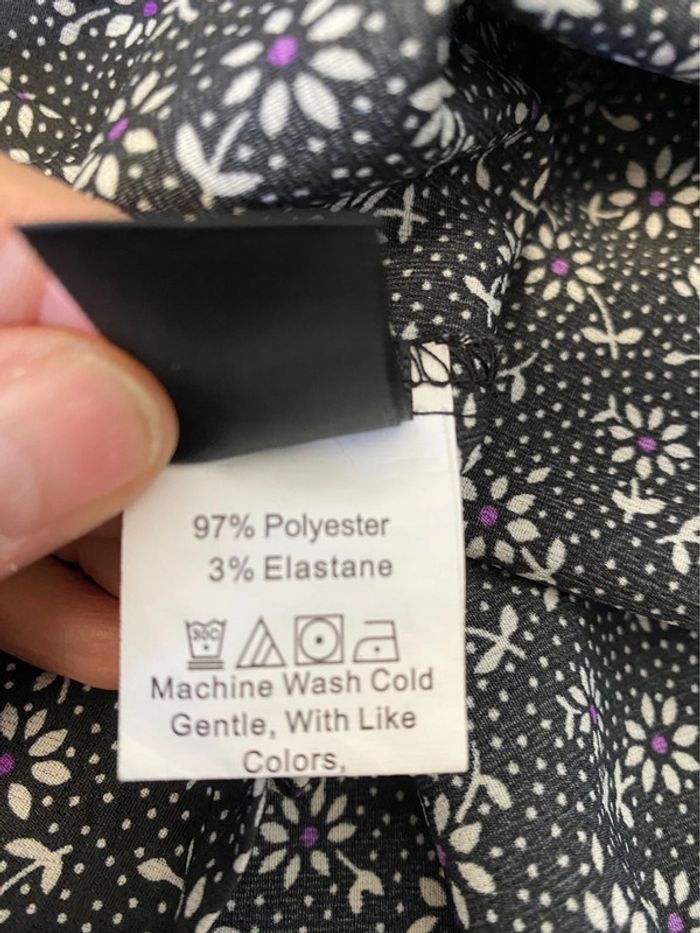 97% Polyester
3% Elastane
30C
Machine Wash Cold
Gentle, With Like
Colors,